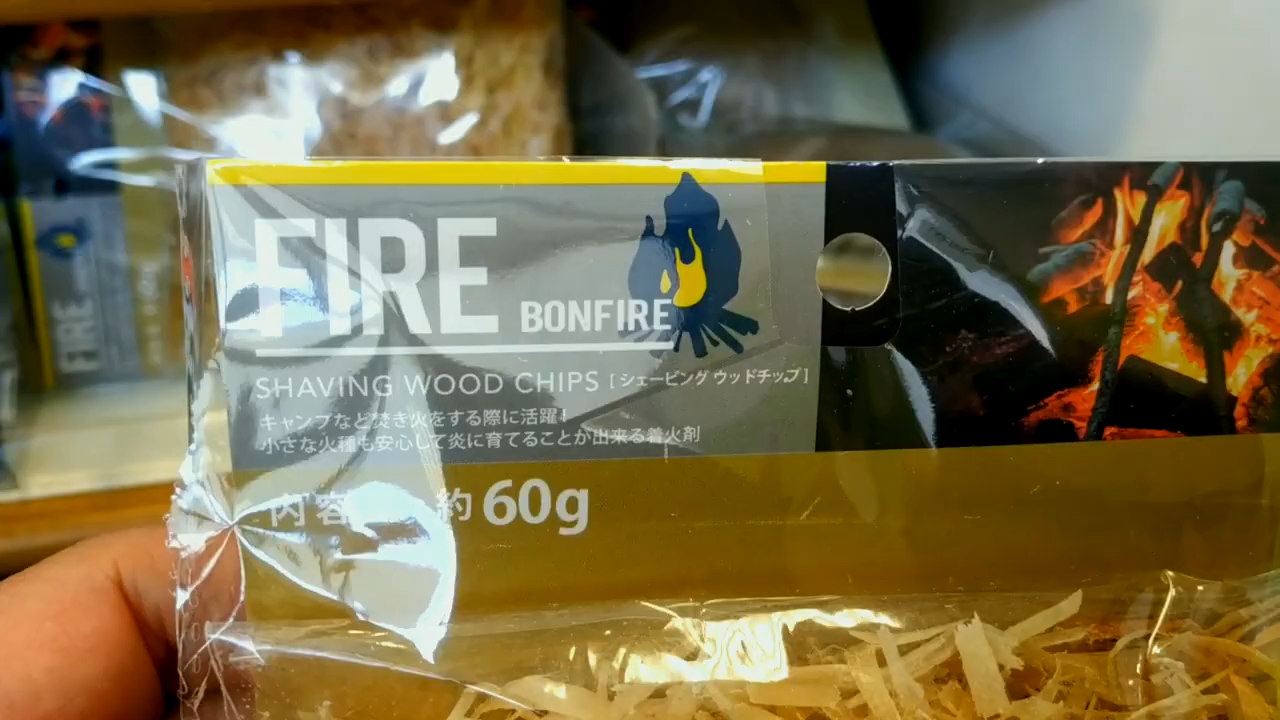 FIRE BONFIRE
SHAVING WOOD CHIPS [シェービング ウッドチップ]
キャンプなど焚き火をする際に活躍!
小さな火種も安心して炎に育てることが出来る着火剤
内容 約60g
FIRE